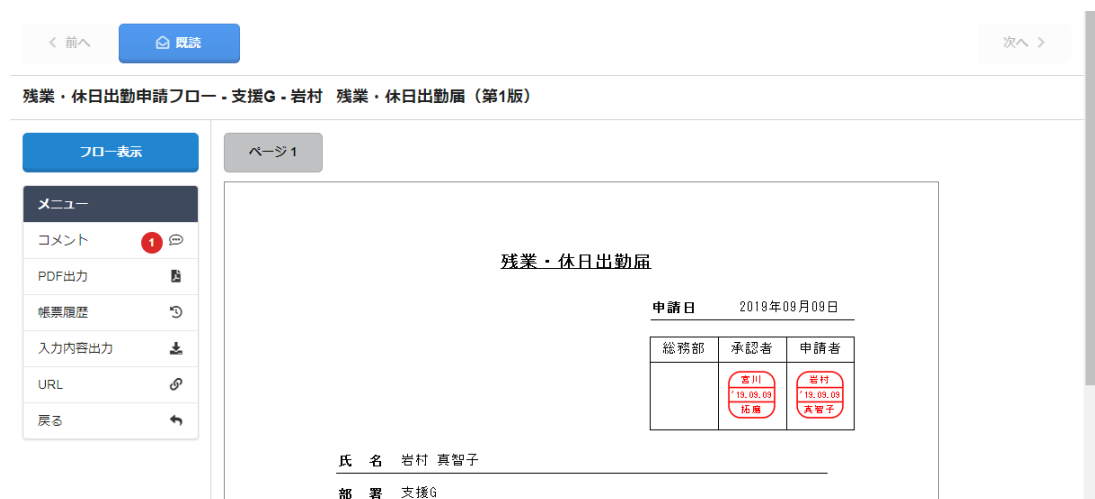 前へ
既読
次へ
残業・休日出勤申請フロー - 支援G - 岩村 残業・休日出勤届（第1版）
フロー表示
ページ 1
メニュー
コメント 1
PDF出力
帳票履歴
入力内容出力
URL
戻る
残業・休日出勤届
申請日 2019年09月09日
総務部 承認者 申請者
宮川 '19.09.09 拓磨
岩村 '19.09.09 真智子
氏 名 岩村 真智子
部 署 支援G